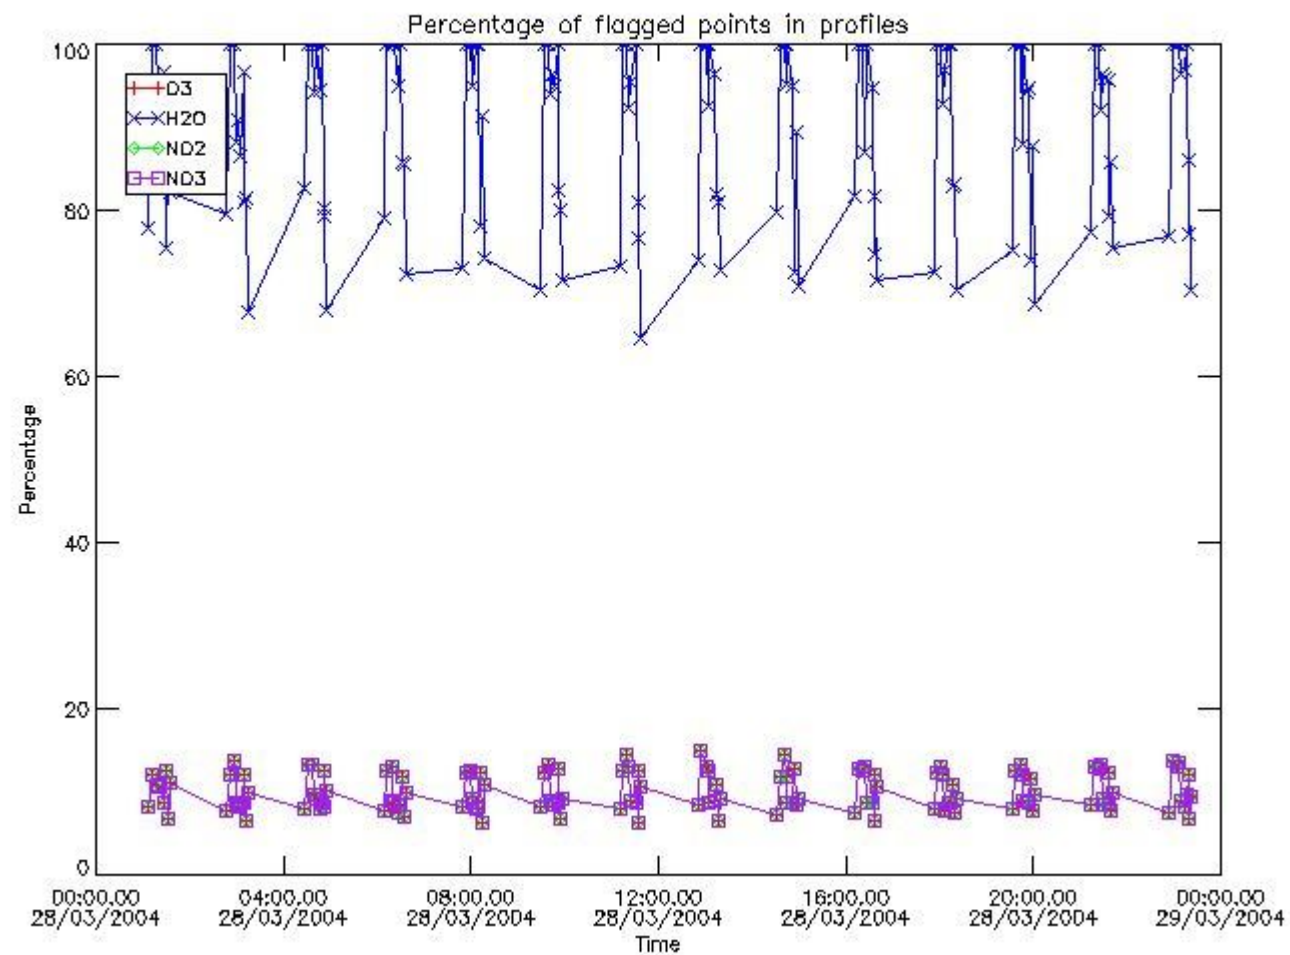 Percentage of flagged points in profiles
100
80
60
40
20
0
Percentage
O3
H2O
NO2
NO3
00:00.00 04:00.00 08:00.00 12:00.00 16:00.00 20:00.00 00:00.00
28/03/2004 28/03/2004 28/03/2004 28/03/2004 28/03/2004 28/03/2004 29/03/2004
Time